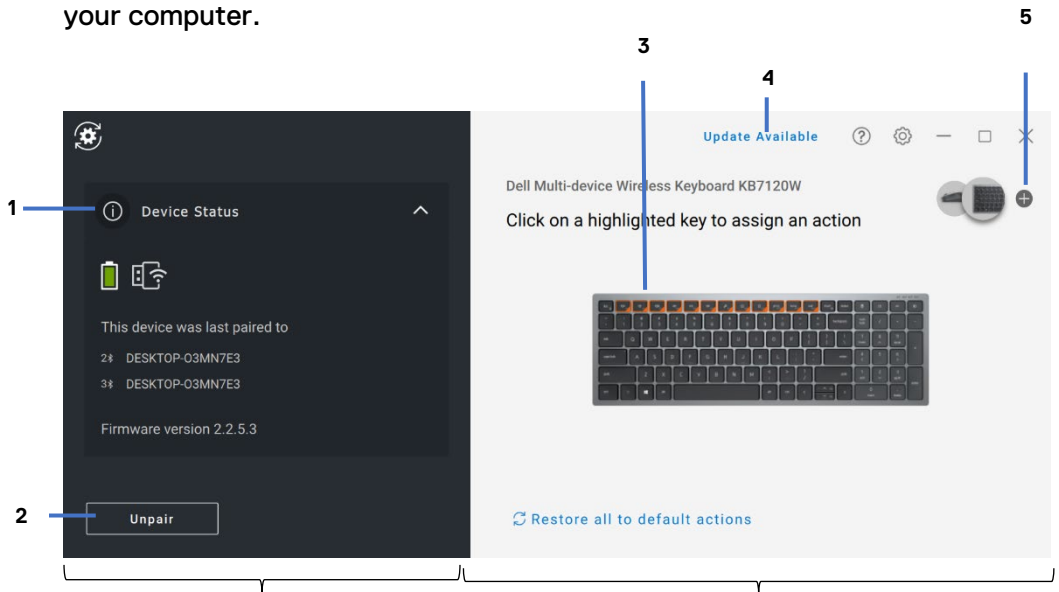 your computer.
5
3
4
Update Available
Dell Multi-device Wireless Keyboard KB7120W
1
Device Status
Click on a highlighted key to assign an action
This device was last paired to
2 DESKTOP-O3MN7E3
3 DESKTOP-O3MN7E3
Firmware version 2.2.5.3
2
Unpair
Restore all to default actions